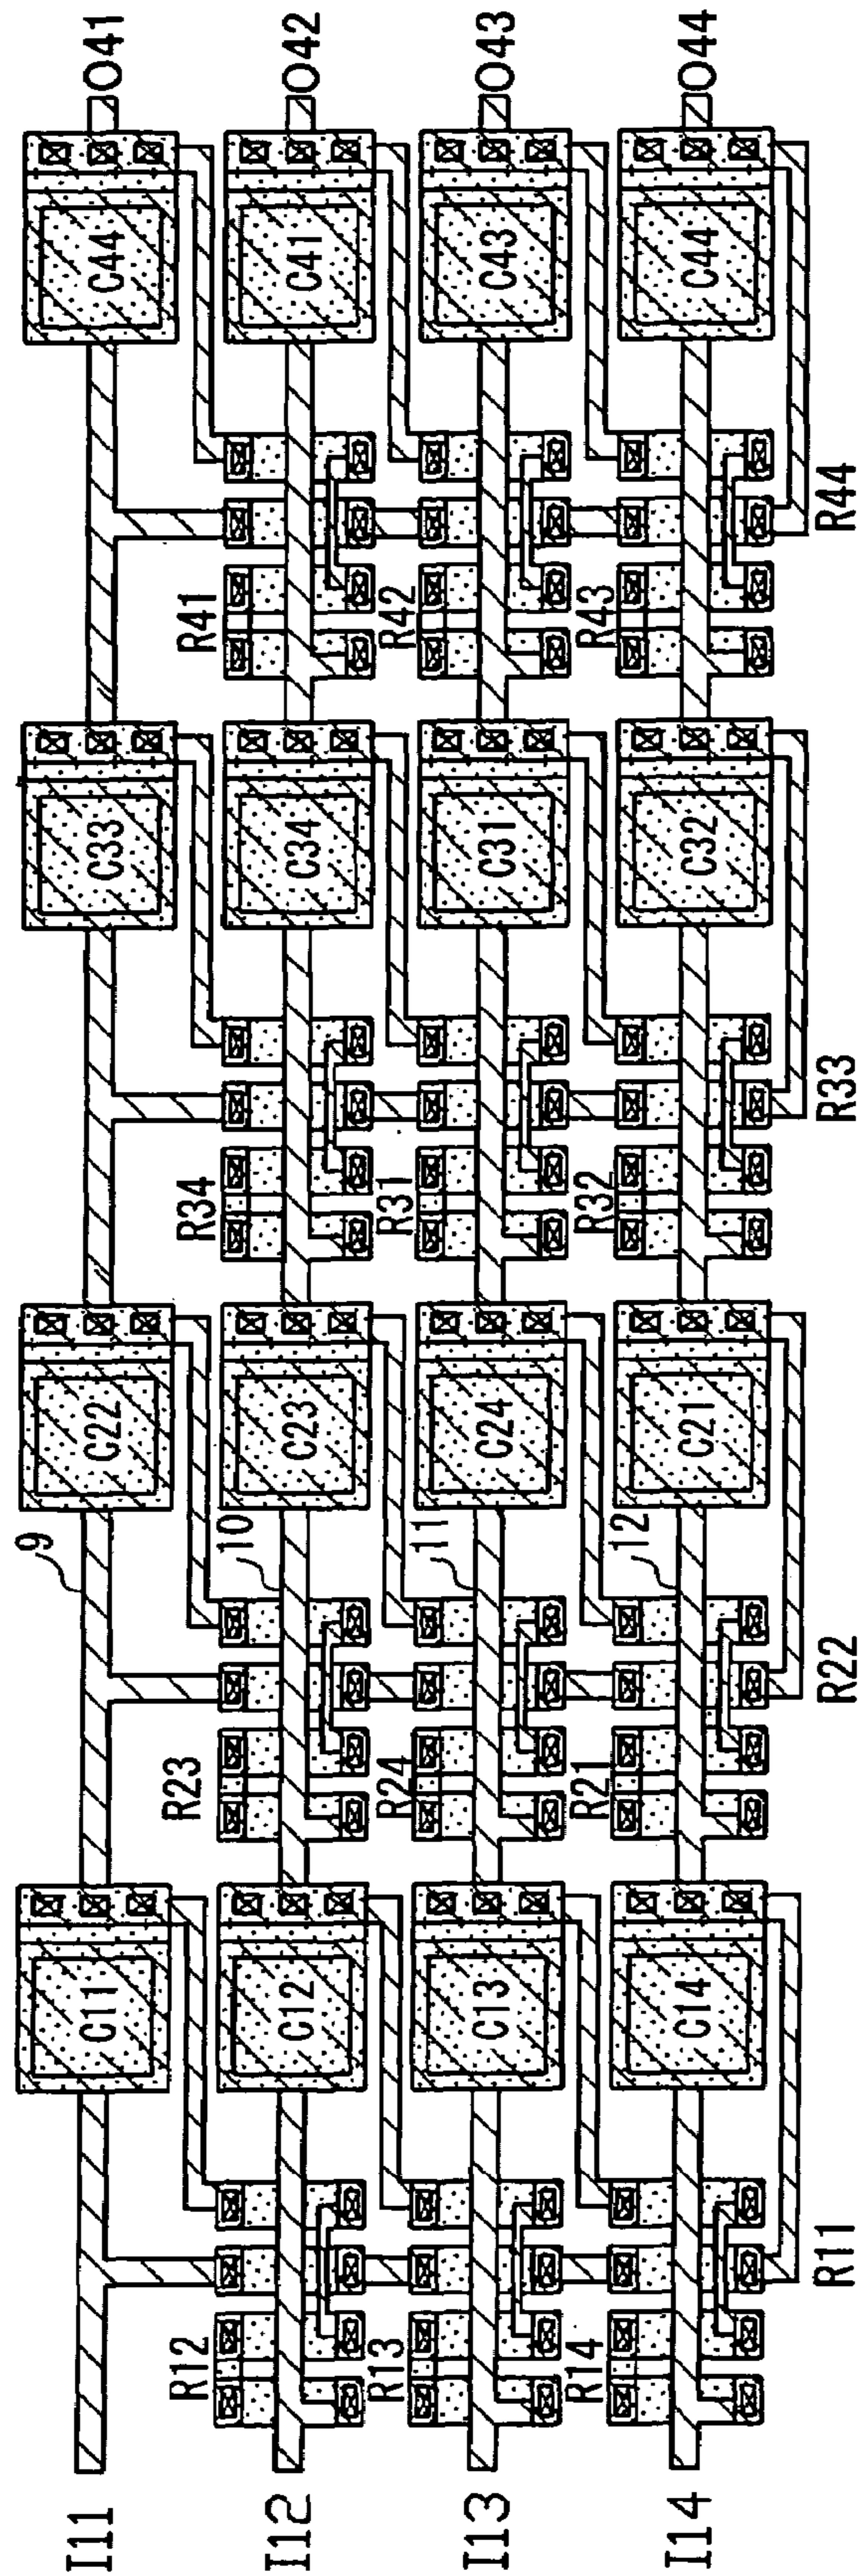 O41
O42
O43
O44
C44
C41
C43
C44
R41
R42
R43
R44
C33
C34
C31
C32
R34
R31
R32
R33
C22
C23
C24
C21
9
10
11
12
R23
R24
R21
R22
C11
C12
C13
C14
R12
R13
R14
R11
I11
I12
I13
I14